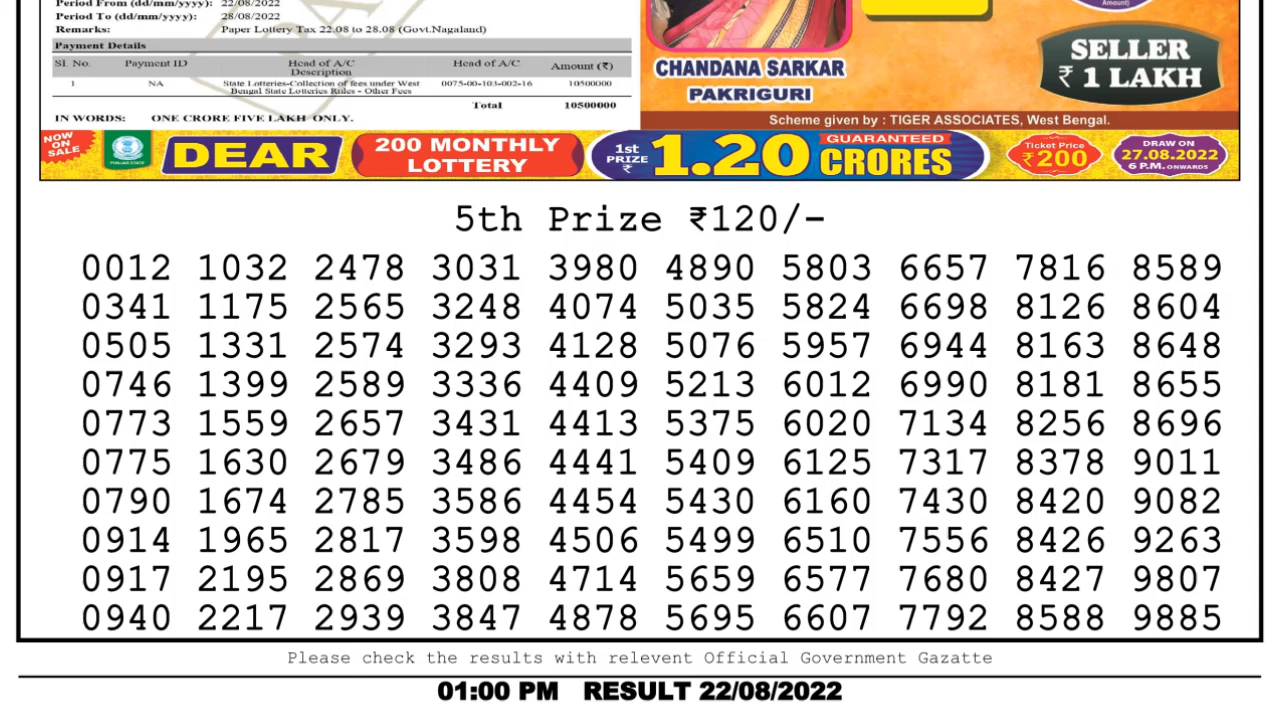 Period From (dd/mm/yyyy): 22/08/2022
Period To (dd/mm/yyyy): 28/08/2022
Remarks: Paper Lottery Tax 22.08 to 28.08 (Govt.Nagaland)
Payment Details
Sl. No. Payment ID Head of A/C Description Head of A/C Amount (₹)
1 NA State Lotteries-Collection of fees under West 0075-00-103-002-16 10500000
Bengal State Lotteries Rules - Other Fees
Total 10500000
IN WORDS: ONE CRORE FIVE LAKH ONLY.
Amount)
CHANDANA SARKAR
PAKRIGURI
SELLER
₹ 1 LAKH
Scheme given by : TIGER ASSOCIATES, West Bengal.
NOW
ON
SALE
PUNJAB STATE
DEAR
200 MONTHLY
LOTTERY
1st
PRIZE
₹
1.20
GUARANTEED
CRORES
Ticket Price
₹200
DRAW ON
27.08.2022
6 P.M. ONWARDS
5th Prize ₹120/-
0012 1032 2478 3031 3980 4890 5803 6657 7816 8589
0341 1175 2565 3248 4074 5035 5824 6698 8126 8604
0505 1331 2574 3293 4128 5076 5957 6944 8163 8648
0746 1399 2589 3336 4409 5213 6012 6990 8181 8655
0773 1559 2657 3431 4413 5375 6020 7134 8256 8696
0775 1630 2679 3486 4441 5409 6125 7317 8378 9011
0790 1674 2785 3586 4454 5430 6160 7430 8420 9082
0914 1965 2817 3598 4506 5499 6510 7556 8426 9263
0917 2195 2869 3808 4714 5659 6577 7680 8427 9807
0940 2217 2939 3847 4878 5695 6607 7792 8588 9885
Please check the results with relevent Official Government Gazatte
01:00 PM RESULT 22/08/2022